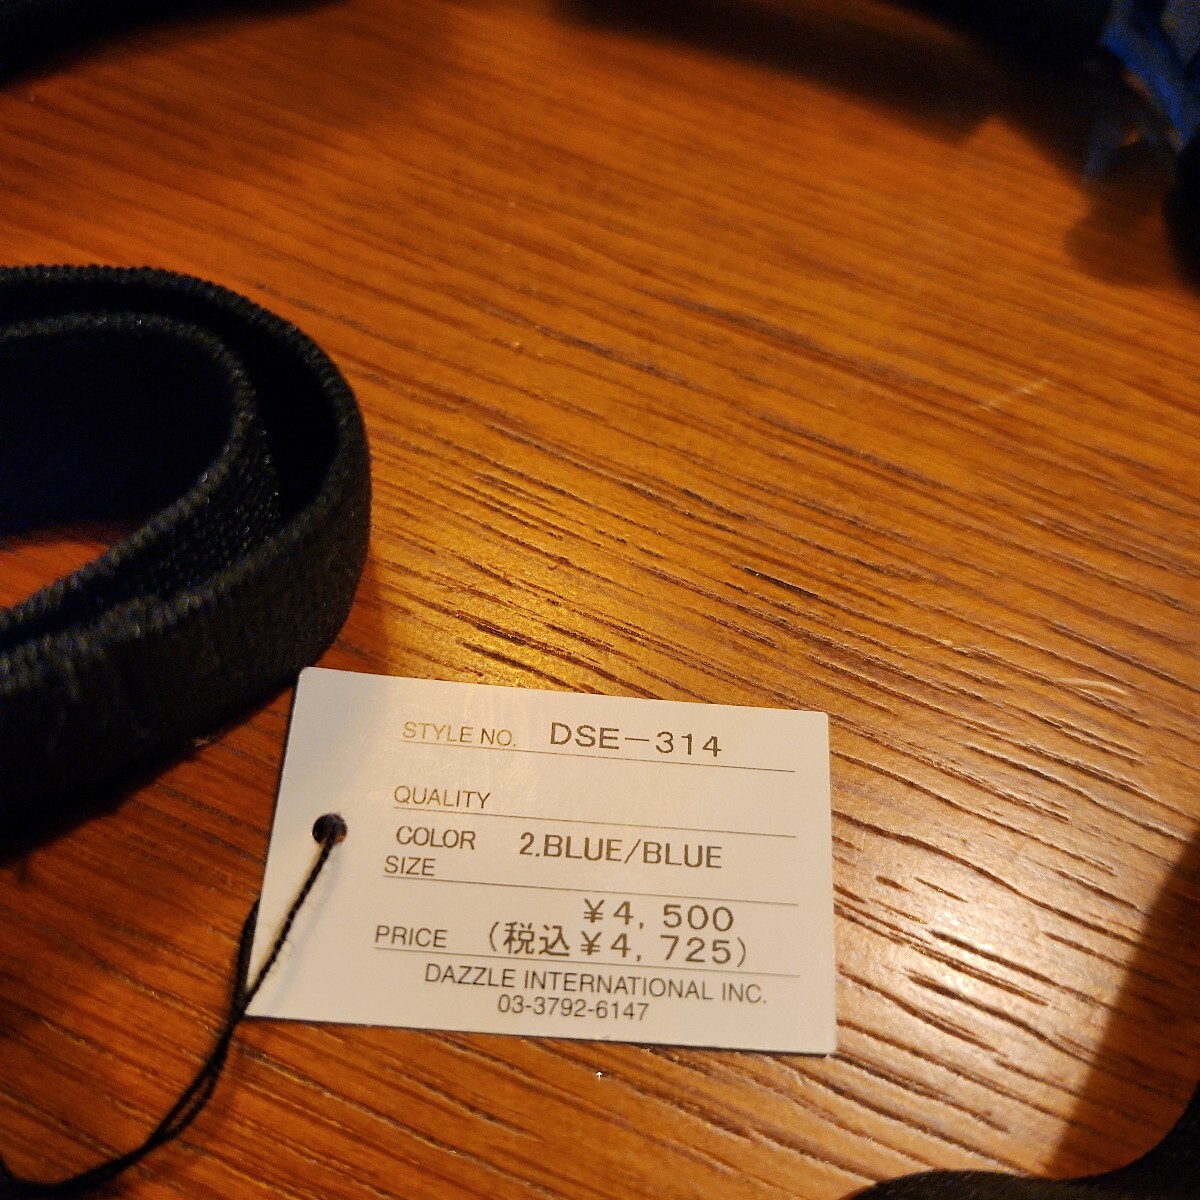 STYLE NO. DSE-314
QUALITY
COLOR 2.BLUE/BLUE
SIZE
¥4,500
PRICE (税込¥4,725)
DAZZLE INTERNATIONAL INC.
03-3792-6147